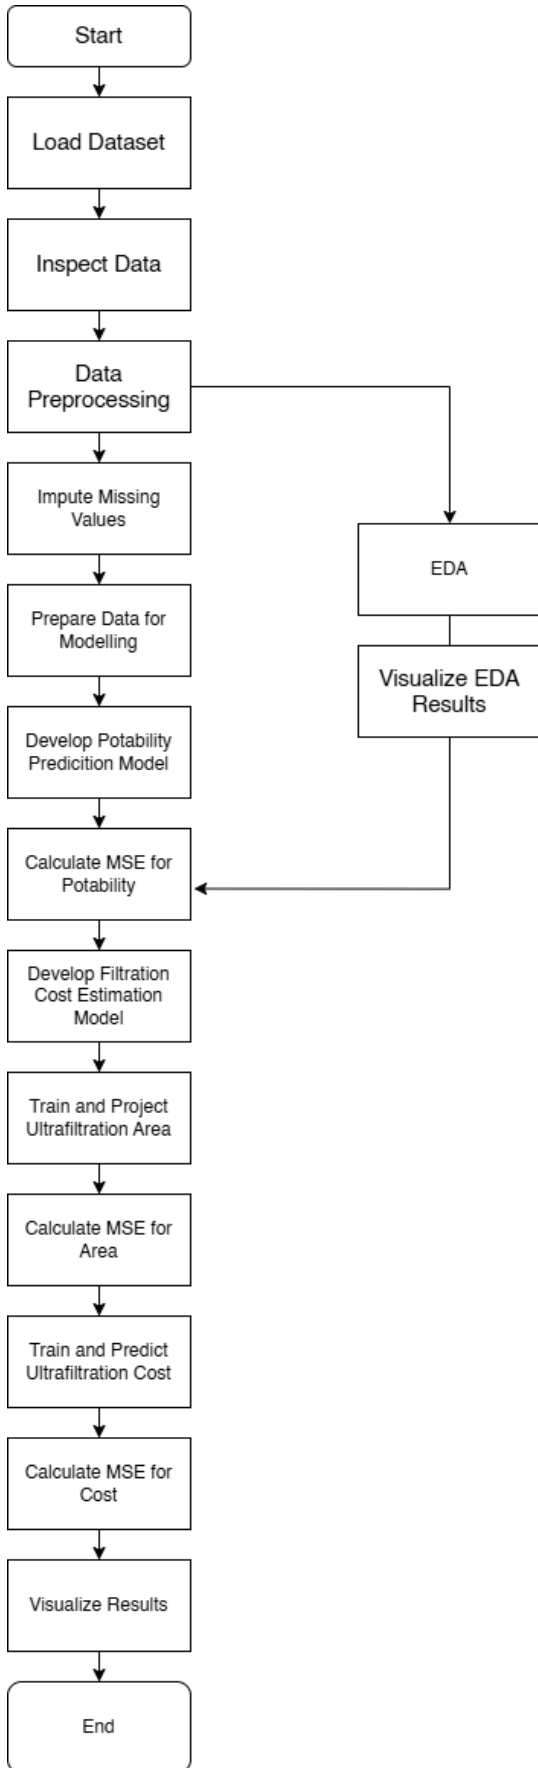 Start
Load Dataset
Inspect Data
Data
Preprocessing
Impute Missing
Values
Prepare Data for
Modelling
Develop Potability
Predicition Model
Calculate MSE for
Potability
Develop Filtration
Cost Estimation
Model
Train and Project
Ultrafiltration Area
Calculate MSE for
Area
Train and Predict
Ultrafiltration Cost
Calculate MSE for
Cost
Visualize Results
End
EDA
Visualize EDA
Results